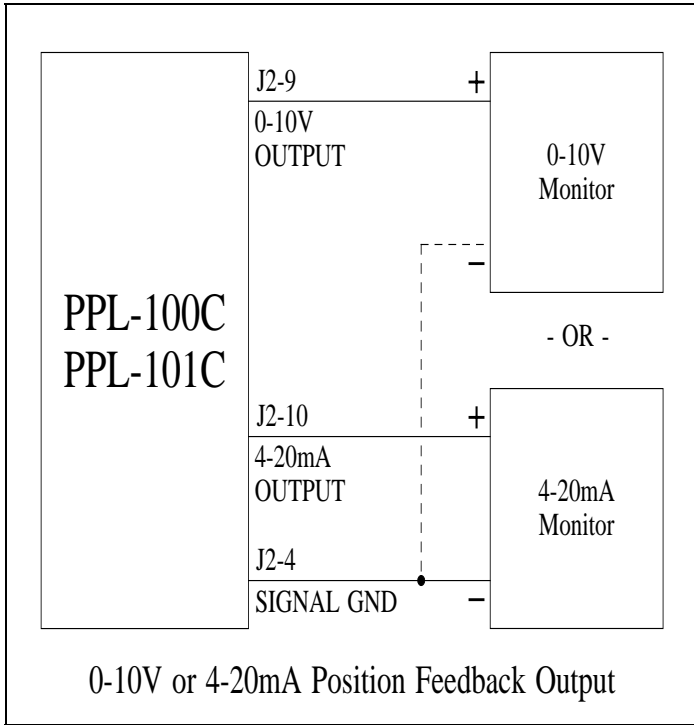 J2-9
+
0-10V
OUTPUT
0-10V
Monitor
−
PPL-100C
PPL-101C
- OR -
J2-10
+
4-20mA
OUTPUT
4-20mA
Monitor
J2-4
SIGNAL GND
−
0-10V or 4-20mA Position Feedback Output